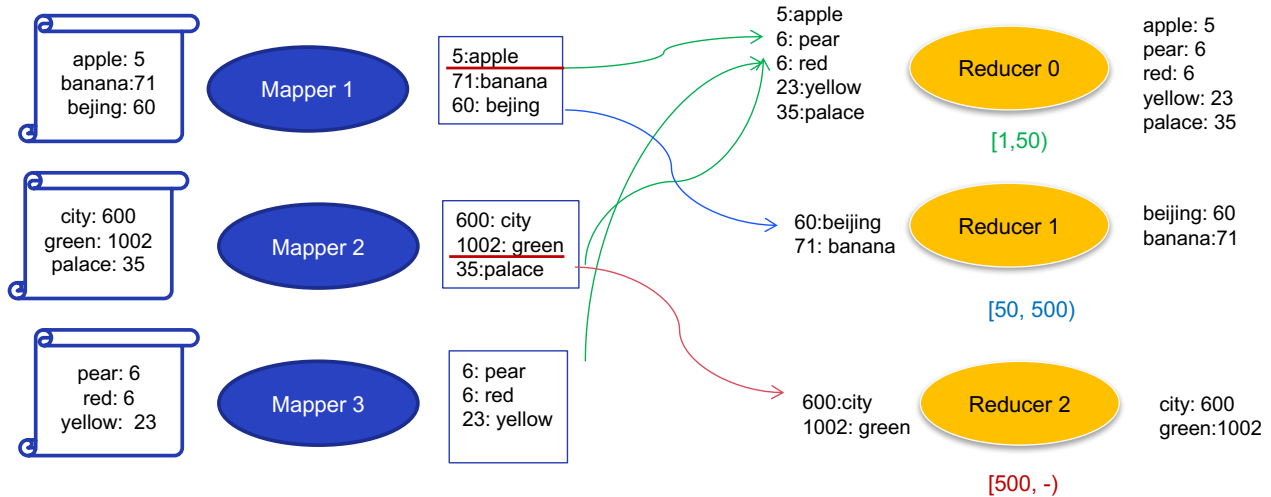 apple: 5
banana:71
bejing: 60
Mapper 1
5:apple
71:banana
60: bejing
5:apple
6: pear
6: red
23:yellow
35:palace
Reducer 0
[1,50)
apple: 5
pear: 6
red: 6
yellow: 23
palace: 35
city: 600
green: 1002
palace: 35
Mapper 2
600: city
1002: green
35:palace
60:beijing
71: banana
Reducer 1
[50, 500)
beijing: 60
banana:71
pear: 6
red: 6
yellow: 23
Mapper 3
6: pear
6: red
23: yellow
600:city
1002: green
Reducer 2
[500, -)
city: 600
green:1002